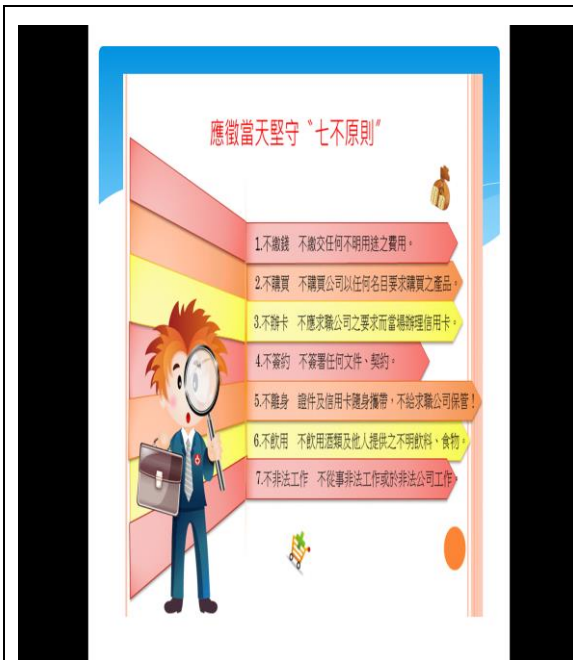 應徵當天堅守〝七不原則〞
1.不繳錢 不繳交任何不明用途之費用。
2.不購買 不購買公司以任何名目要求購買之產品。
3.不辦卡 不應求職公司之要求而當場辦理信用卡。
4.不簽約 不簽署任何文件、契約。
5.不離身 證件及信用卡隨身攜帶，不給求職公司保管！
6.不飲用 不飲用酒類及他人提供之不明飲料、食物。
7.不非法工作 不從事非法工作或於非法公司工作。